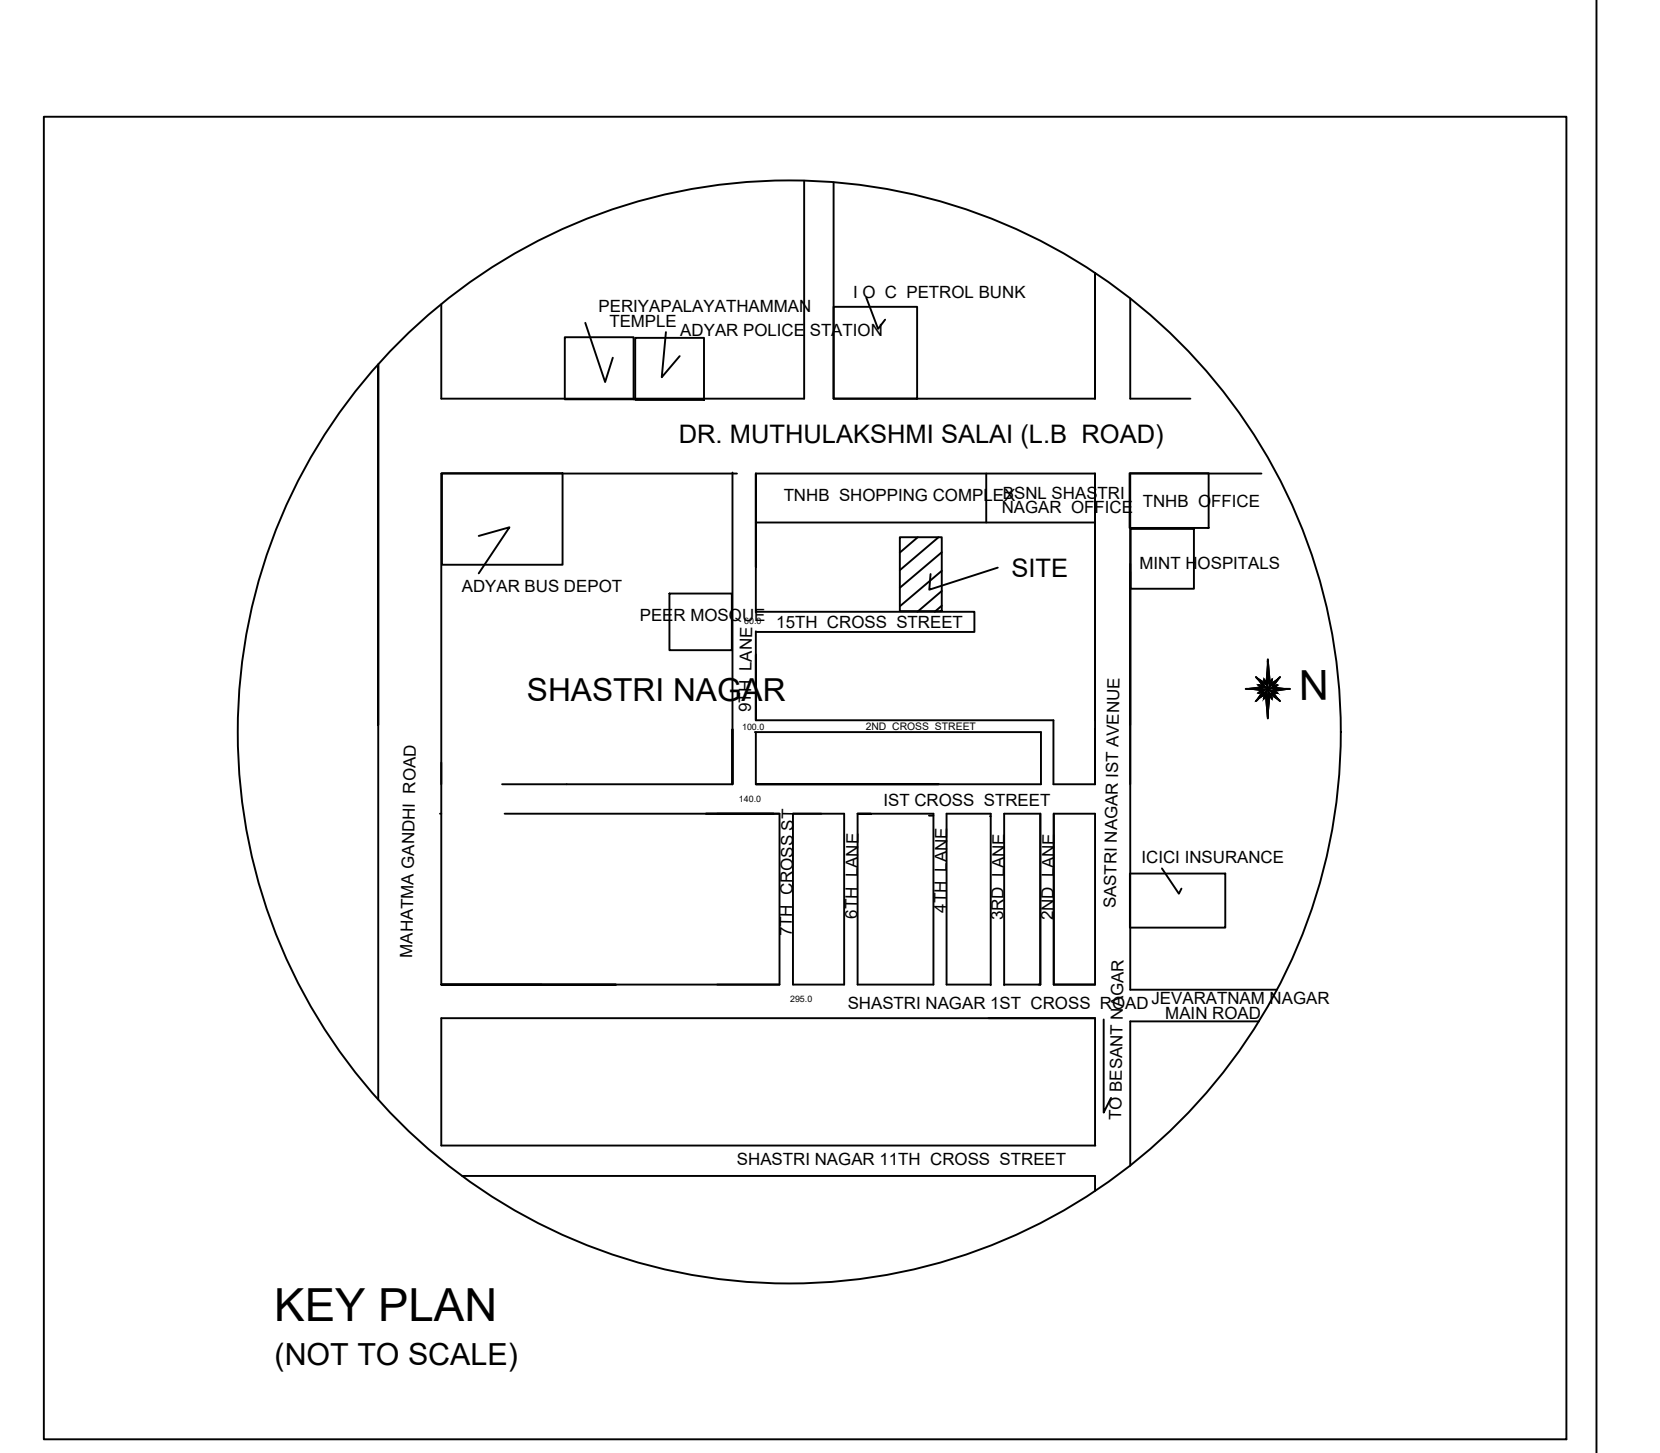 I O  C  PETROL BUNK
PERIYAPALAYATHAMMAN
TEMPLE
ADYAR POLICE STATION
DR. MUTHULAKSHMI SALAI (L.B  ROAD)
TNHB  SHOPPING COMPLEX
BSNL SHASTRI
NAGAR  OFFICE
TNHB  OFFICE
MINT HOSPITALS
SITE
ADYAR BUS DEPOT
PEER MOSQUE
15TH  CROSS  STREET
9TH  LANE
SHASTRI NAGAR
N
100.0
2ND  CROSS  STREET
SASTRI NAGAR IST AVENUE
MAHATMA GANDHI  ROAD
140.0
IST CROSS  STREET
7TH  CROSS ST
6TH  LANE
4TH  LANE
3RD  LANE
2ND  LANE
ICICI INSURANCE
295.0
SHASTRI NAGAR 1ST  CROSS  ROAD
JEVARATNAM NAGAR
MAIN ROAD
TO BESANT NAGAR
SHASTRI NAGAR 11TH  CROSS  STREET
KEY PLAN
(NOT TO SCALE)